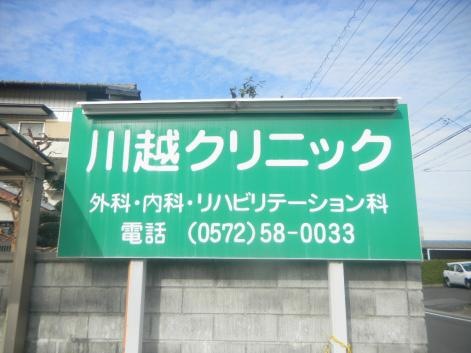 川越クリニック
外科・内科・リハビリテーション科
電話 (0572)58-0033